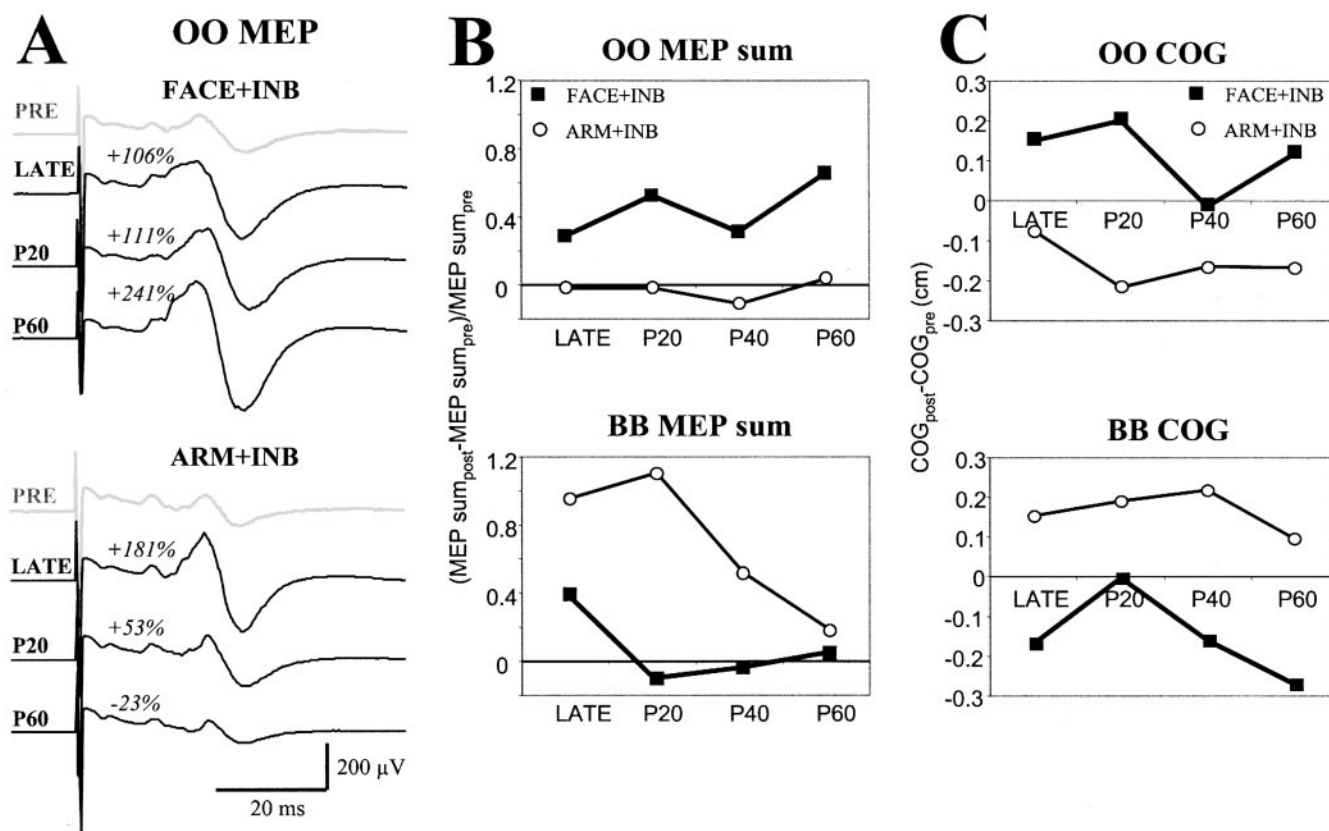 A
OO MEP
FACE+INB
PRE
LATE
+106%
P20
+111%
P60
+241%
ARM+INB
PRE
LATE
+181%
P20
+53%
P60
-23%
200 µV
20 ms
B
OO MEP sum
1.2
0.8
0.4
0
FACE+INB
ARM+INB
LATE P20 P40 P60
(MEP sumpost-MEP sumpre)/MEP sumpre
BB MEP sum
1.2
0.8
0.4
0
LATE P20 P40 P60
C
OO COG
0.3
0.2
0.1
0
-0.1
-0.2
-0.3
FACE+INB
ARM+INB
LATE P20 P40 P60
COGpost-COGpre (cm)
BB COG
0.3
0.2
0.1
0
-0.1
-0.2
-0.3
LATE P20 P40 P60